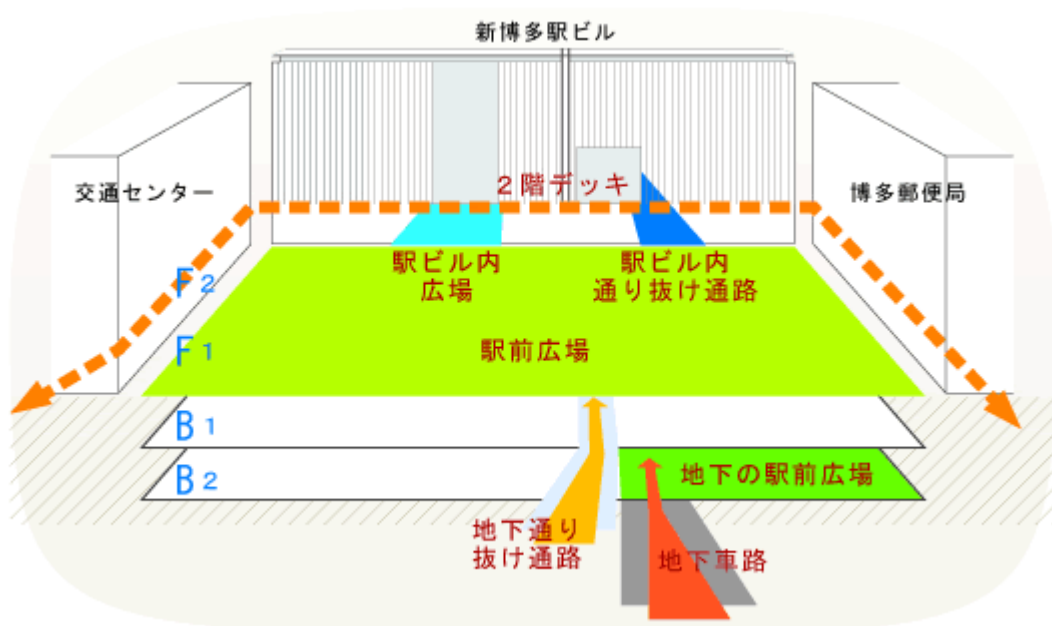 新博多駅ビル
交通センター
2階デッキ
博多郵便局
駅ビル内
広場
駅ビル内
通り抜け通路
F2
F1
駅前広場
B1
B2
地下の駅前広場
地下通り
抜け通路
地下車路